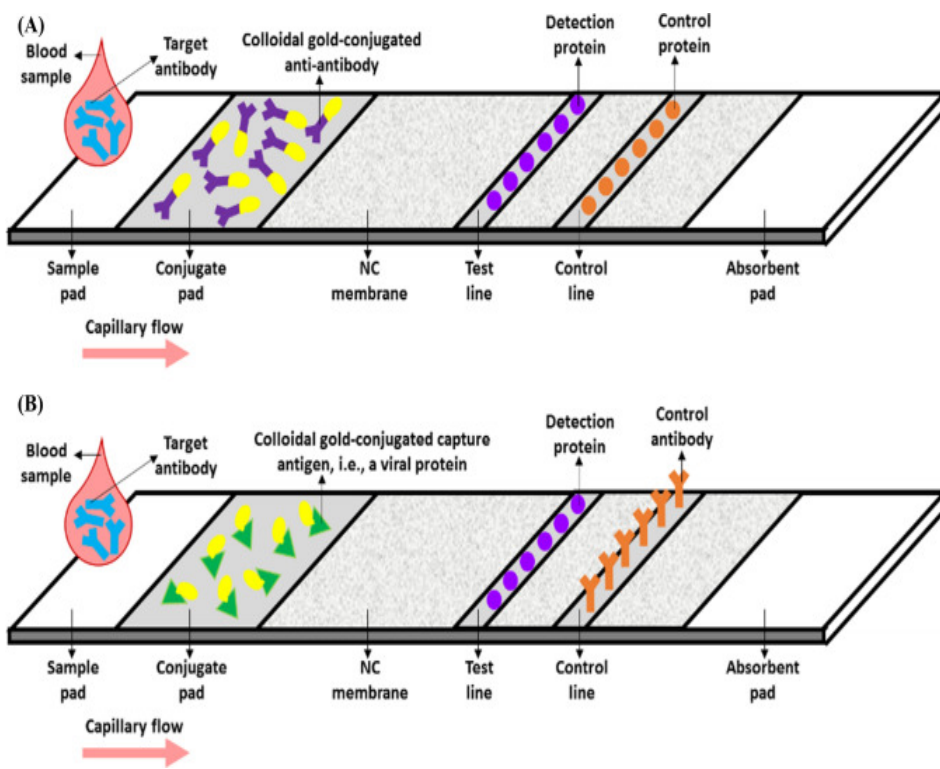 (A)
Blood
sample
Target
antibody
Colloidal gold-conjugated
anti-antibody
Detection
protein
Control
protein
Sample
pad
Conjugate
pad
NC
membrane
Test
line
Control
line
Absorbent
pad
Capillary flow
(B)
Blood
sample
Target
antibody
Colloidal gold-conjugated capture
antigen, i.e., a viral protein
Detection
protein
Control
antibody
Sample
pad
Conjugate
pad
NC
membrane
Test
line
Control
line
Absorbent
pad
Capillary flow